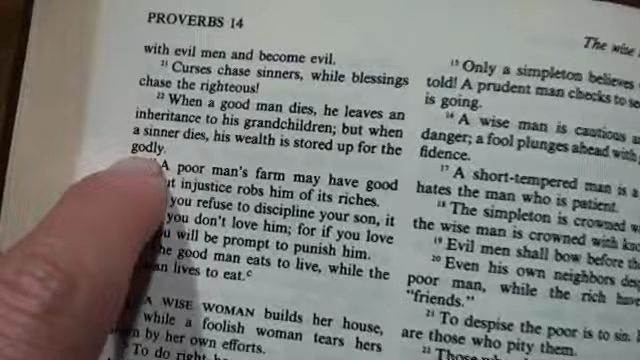 PROVERBS 14
The wise
with evil men and become evil.
21 Curses chase sinners, while blessings
chase the righteous!
22 When a good man dies, he leaves an
inheritance to his grandchildren; but when
a sinner dies, his wealth is stored up for the
godly.
A poor man's farm may have good
injustice robs him of its riches.
you refuse to discipline your son, it
you don't love him; for if you love
will be prompt to punish him.
good man eats to live, while the
lives to eat.c
A WISE WOMAN builds her house,
while a foolish woman tears hers
by her own efforts.
To do right
15 Only a simpleton believes
told! A prudent man checks to
is going.
16 A wise man is cautious
danger; a fool plunges ahead with
fidence.
17 A short-tempered man is a
hates the man who is patient.
18 The simpleton is crowned
the wise man is crowned with
19 Evil men shall bow before
20 Even his own neighbors
poor man, while the rich
"friends."
21 To despise the poor is to sin.
are those who pity them.
22 Those